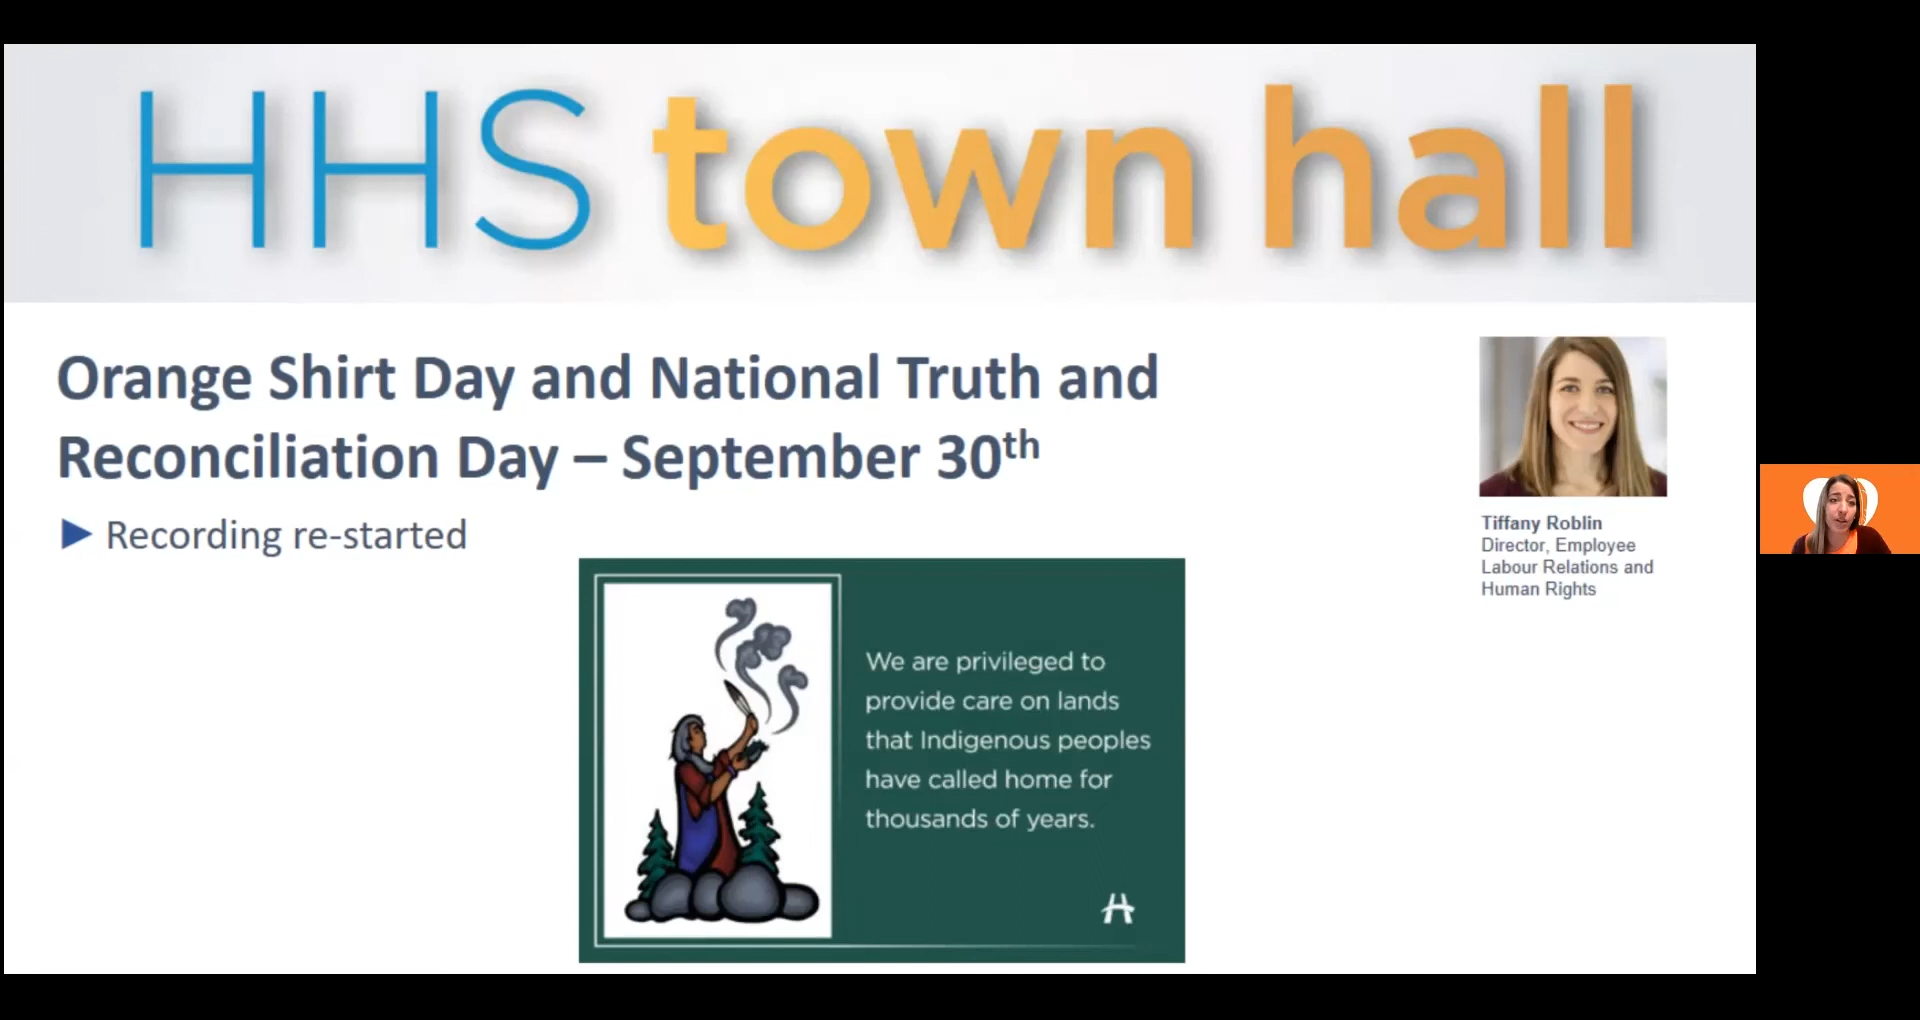 HHS town hall
Orange Shirt Day and National Truth and
Reconciliation Day – September 30th
Recording re-started
Tiffany Roblin
Director, Employee
Labour Relations and
Human Rights
We are privileged to
provide care on lands
that Indigenous peoples
have called home for
thousands of years.